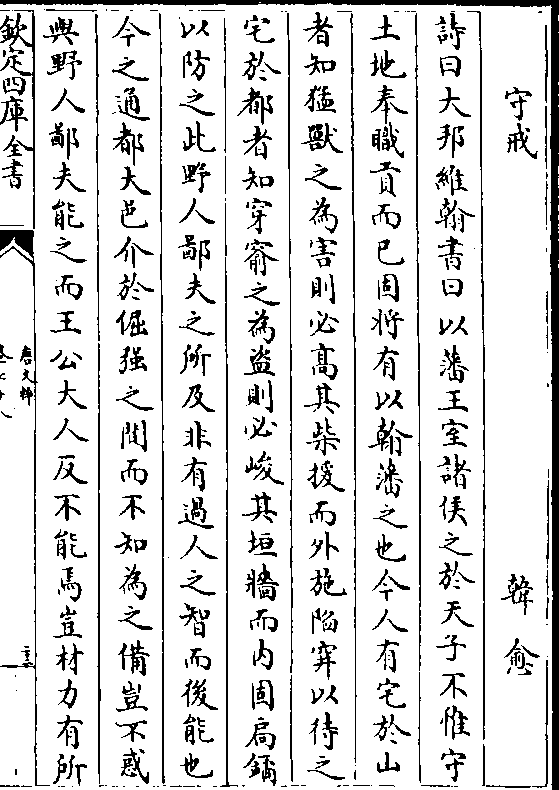 守戒 韓愈
詩曰大邦維翰書曰以藩王室諸侯之於天子不惟守
土地奉職貢而已固將有以翰藩之也今人有宅於山
者知猛獸之為害則必髙其柴援而外施陷穽以待之
宅於都者知穿窬之為盗則必峻其垣牆而内固扄鐍
以防之此野人鄙夫之所及非有過人之智而後能也
今之通都大邑介於倔强之間而不知為之備豈不惑
與野人鄙夫能之而王公大人反不能焉豈材力有所
欽定四庫全書
唐文粹